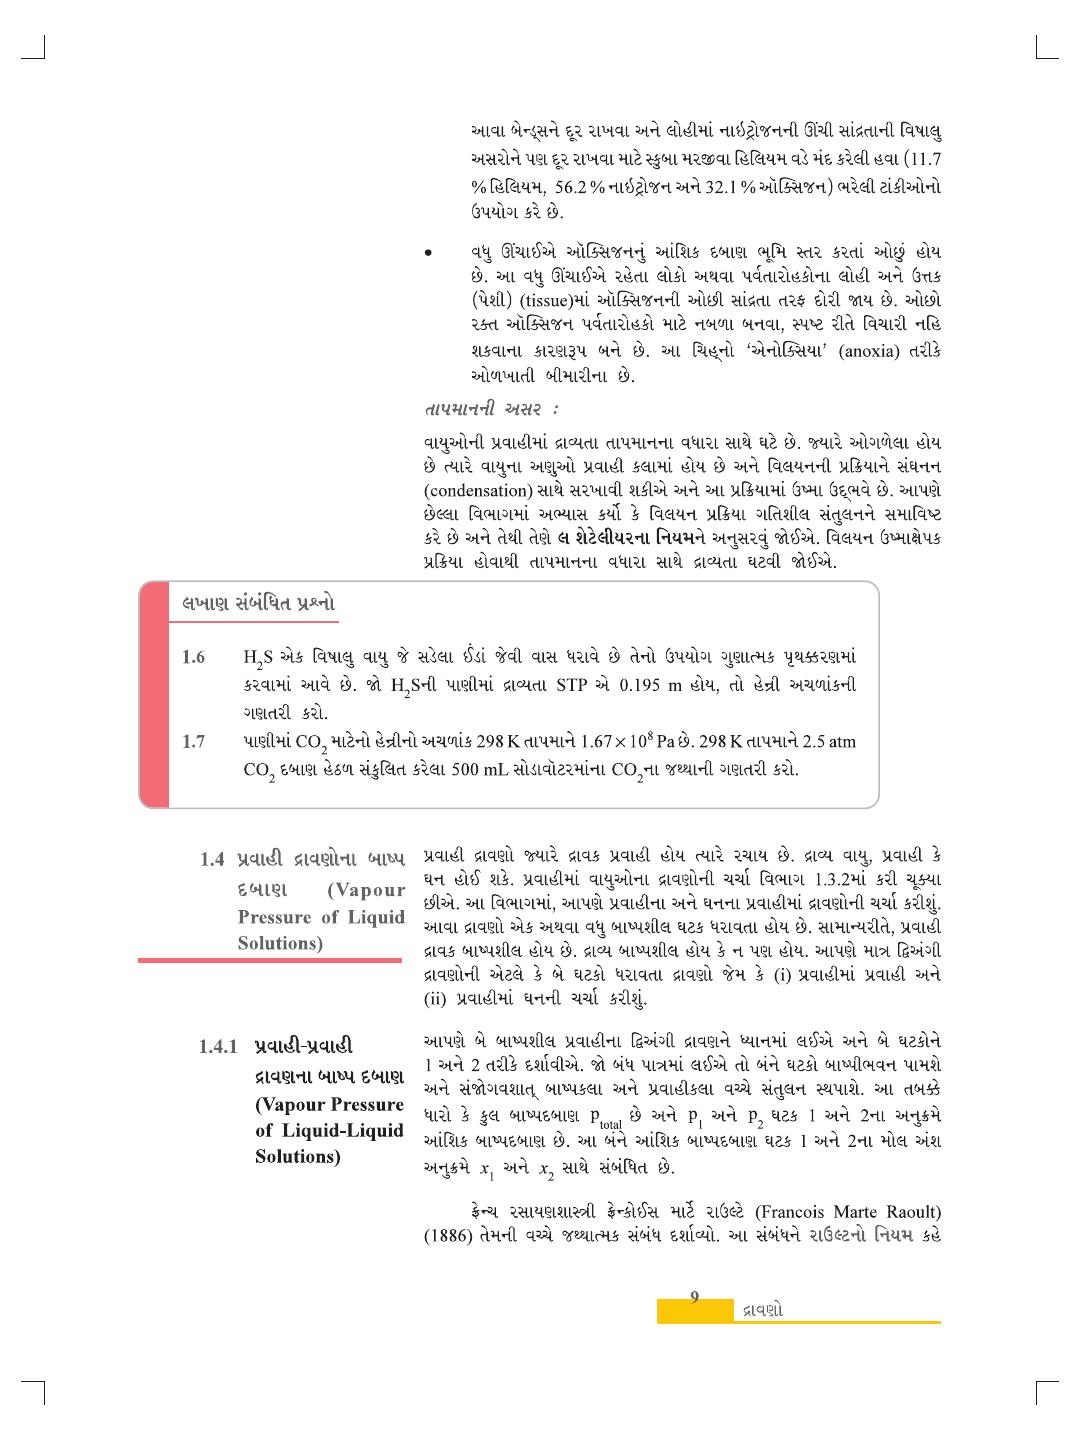 આવા બેન્ડ્સને દૂર રાખવા અને લોહીમાં નાઇટ્રોજનની ઊંચી સાંદ્રતાની વિષાલુ
અસરોને પણ દૂર રાખવા માટે સ્કુબા મરજીવા હિલિયમ વડે મંદ કરેલી હવા (11.7
% હિલિયમ, 56.2 % નાઇટ્રોજન અને 32.1 % ઑક્સિજન) ભરેલી ટાંકીઓનો
ઉપયોગ કરે છે.
• વધુ ઊંચાઈએ ઑક્સિજનનું આંશિક દબાણ ભૂમિ સ્તર કરતાં ઓછું હોય
છે. આ વધુ ઊંચાઈએ રહેતા લોકો અથવા પર્વતારોહકોના લોહી અને ઉત્તક
(પેશી) (tissue)માં ઑક્સિજનની ઓછી સાંદ્રતા તરફ દોરી જાય છે. ઓછો
રક્ત ઑક્સિજન પર્વતારોહકો માટે નબળા બનવા, સ્પષ્ટ રીતે વિચારી નહિ
શકવાના કારણરૂપ બને છે. આ ચિહ્નો ‘એનોક્સિયા’ (anoxia) તરીકે
ઓળખાતી બીમારીના છે.
તાપમાનની અસર :
વાયુઓની પ્રવાહીમાં દ્રાવ્યતા તાપમાનના વધારા સાથે ઘટે છે. જ્યારે ઓગળેલા હોય
છે ત્યારે વાયુના અણુઓ પ્રવાહી કલામાં હોય છે અને વિલયનની પ્રક્રિયાને સંઘનન
(condensation) સાથે સરખાવી શકીએ અને આ પ્રક્રિયામાં ઉષ્મા ઉદ્ભવે છે. આપણે
છેલ્લા વિભાગમાં અભ્યાસ કર્યો કે વિલયન પ્રક્રિયા ગતિશીલ સંતુલનને સમાવિષ્ટ
કરે છે અને તેથી તેણે લ શેટેલીયરના નિયમને અનુસરવું જોઈએ. વિલયન ઉષ્માક્ષેપક
પ્રક્રિયા હોવાથી તાપમાનના વધારા સાથે દ્રાવ્યતા ઘટવી જોઈએ.
લખાણ સંબંધિત પ્રશ્નો
1.6 H₂S એક વિષાલુ વાયુ જે સડેલા ઈંડાં જેવી વાસ ધરાવે છે તેનો ઉપયોગ ગુણાત્મક પૃથક્કરણમાં
કરવામાં આવે છે. જો H₂Sની પાણીમાં દ્રાવ્યતા STP એ 0.195 m હોય, તો હેન્રી અચળાંકની
ગણતરી કરો.
1.7 પાણીમાં CO₂ માટેનો હેન્રીનો અચળાંક 298 K તાપમાને 1.67 × 10⁸ Pa છે. 298 K તાપમાને 2.5 atm
CO₂ દબાણ હેઠળ સંકુલિત કરેલા 500 mL સોડાવૉટરમાંના CO₂ના જથ્થાની ગણતરી કરો.
1.4 પ્રવાહી દ્રાવણોના બાષ્પ
દબાણ (Vapour
Pressure of Liquid
Solutions)
પ્રવાહી દ્રાવણો જ્યારે દ્રાવક પ્રવાહી હોય ત્યારે રચાય છે. દ્રાવ્ય વાયુ, પ્રવાહી કે
ઘન હોઈ શકે. પ્રવાહીમાં વાયુઓના દ્રાવણોની ચર્ચા વિભાગ 1.3.2માં કરી ચૂક્યા
છીએ. આ વિભાગમાં, આપણે પ્રવાહીના અને ઘનના પ્રવાહીમાં દ્રાવણોની ચર્ચા કરીશું.
આવા દ્રાવણો એક અથવા વધુ બાષ્પશીલ ઘટક ધરાવતા હોય છે. સામાન્યરીતે, પ્રવાહી
દ્રાવક બાષ્પશીલ હોય છે. દ્રાવ્ય બાષ્પશીલ હોય કે ન પણ હોય. આપણે માત્ર દ્વિઅંગી
દ્રાવણોની એટલે કે બે ઘટકો ધરાવતા દ્રાવણો જેમ કે (i) પ્રવાહીમાં પ્રવાહી અને
(ii) પ્રવાહીમાં ઘનની ચર્ચા કરીશું.
1.4.1 પ્રવાહી-પ્રવાહી
દ્રાવણના બાષ્પ દબાણ
(Vapour Pressure
of Liquid-Liquid
Solutions)
આપણે બે બાષ્પશીલ પ્રવાહીના દ્વિઅંગી દ્રાવણને ધ્યાનમાં લઈએ અને બે ઘટકોને
1 અને 2 તરીકે દર્શાવીએ. જો બંધ પાત્રમાં લઈએ તો બંને ઘટકો બાષ્પીભવન પામશે
અને સંજોગવશાત્ બાષ્પકલા અને પ્રવાહીકલા વચ્ચે સંતુલન સ્થપાશે. આ તબક્કે
ધારો કે કુલ બાષ્પદબાણ p_total છે અને p₁ અને p₂ ઘટક 1 અને 2ના અનુક્રમે
આંશિક બાષ્પદબાણ છે. આ બંને આંશિક બાષ્પદબાણ ઘટક 1 અને 2ના મોલ અંશ
અનુક્રમે x₁ અને x₂ સાથે સંબંધિત છે.
ફ્રેન્ચ રસાયણશાસ્ત્રી ફ્રેન્કોઈસ માર્ટે રાઉલ્ટે (Francois Marte Raoult)
(1886) તેમની વચ્ચે જથ્થાત્મક સંબંધ દર્શાવ્યો. આ સંબંધને રાઉલ્ટનો નિયમ કહે
9
દ્રાવણો